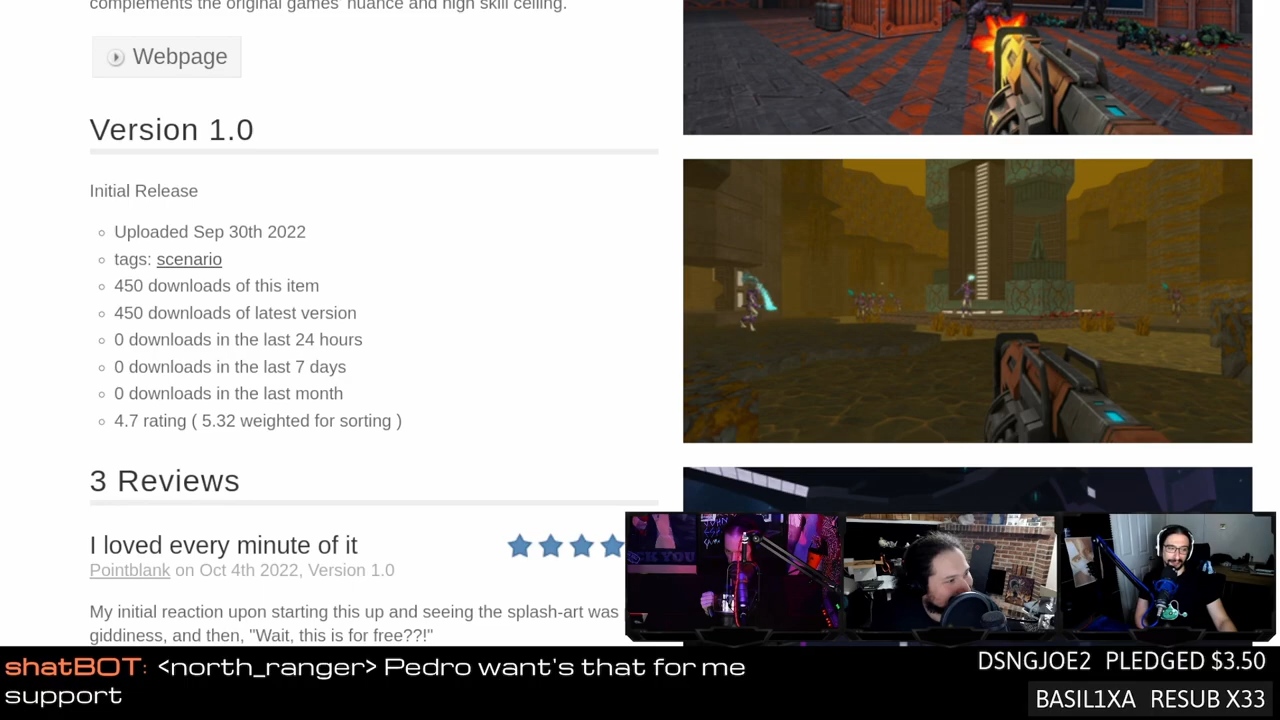 complements the original games' nuance and high skill ceiling.
Webpage
Version 1.0
Initial Release
Uploaded Sep 30th 2022
tags: scenario
450 downloads of this item
450 downloads of latest version
0 downloads in the last 24 hours
0 downloads in the last 7 days
0 downloads in the last month
4.7 rating ( 5.32 weighted for sorting )
3 Reviews
I loved every minute of it
Pointblank on Oct 4th 2022, Version 1.0
My initial reaction upon starting this up and seeing the splash-art was
giddiness, and then, "Wait, this is for free??!"
shatBOT: <north_ranger> Pedro want's that for me
support
DSNGJOE2 PLEDGED $3.50
BASIL1XA RESUB X33